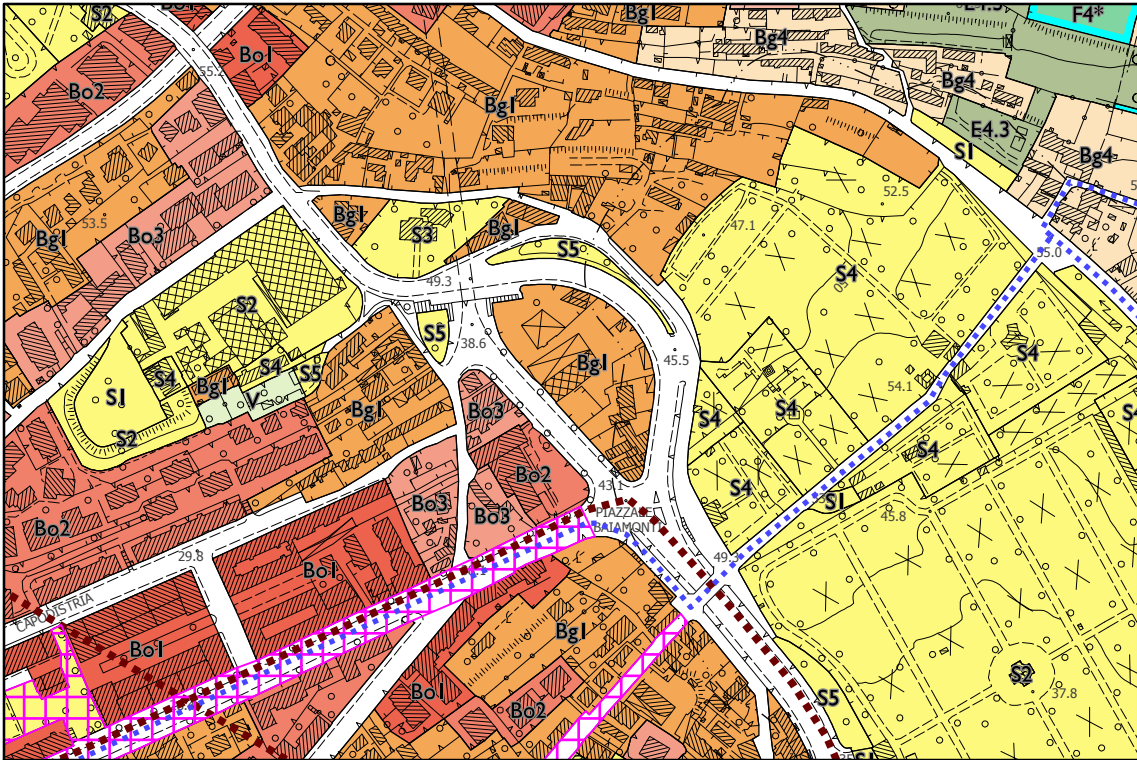 S2
Bo1
Bg1
E4.3
F4*
Bg4
55.2
Bo1
Bo2
Bg4
Bg1
E4.3
S1
Bg4
52.5
53.5
Bg1
Bg1
S3
Bg1
47.1
Bo3
S5
55.0
S4
49.3
S2
S5
38.6
45.5
S4
Bg1
S4
S4
S5
Bg1
54.1
S1
V
Bg1
Bo3
S4
S4
S2
S4
Bo2
S4
Bo3
43.1
S1
Bo2
Bo3
PIAZZALE
BAIAMONTI
45.8
29.8
Bo1
49.3
CAPODISTRIA
Bg1
Bo1
S2
37.8
Bo1
S5
Bo2
S1